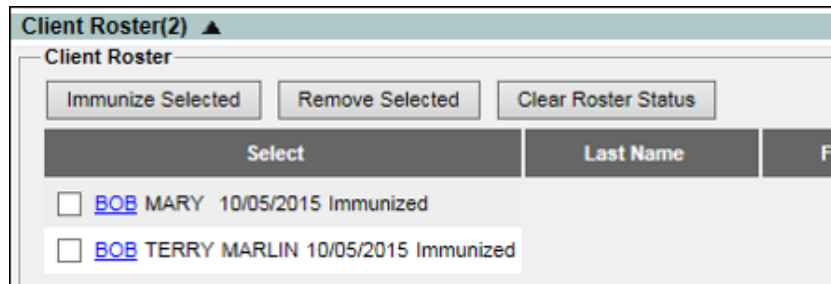 Client Roster(2) ▲
Client Roster
Immunize Selected Remove Selected Clear Roster Status
Select Last Name F
BOB MARY 10/05/2015 Immunized
BOB TERRY MARLIN 10/05/2015 Immunized